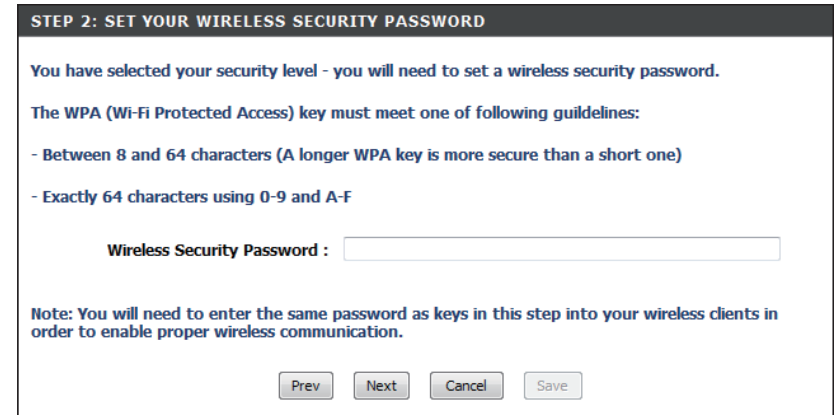 STEP 2: SET YOUR WIRELESS SECURITY PASSWORD
You have selected your security level - you will need to set a wireless security password.
The WPA (Wi-Fi Protected Access) key must meet one of following guildelines:
- Between 8 and 64 characters (A longer WPA key is more secure than a short one)
- Exactly 64 characters using 0-9 and A-F
Wireless Security Password :
Note: You will need to enter the same password as keys in this step into your wireless clients in
order to enable proper wireless communication.
Prev Next Cancel Save